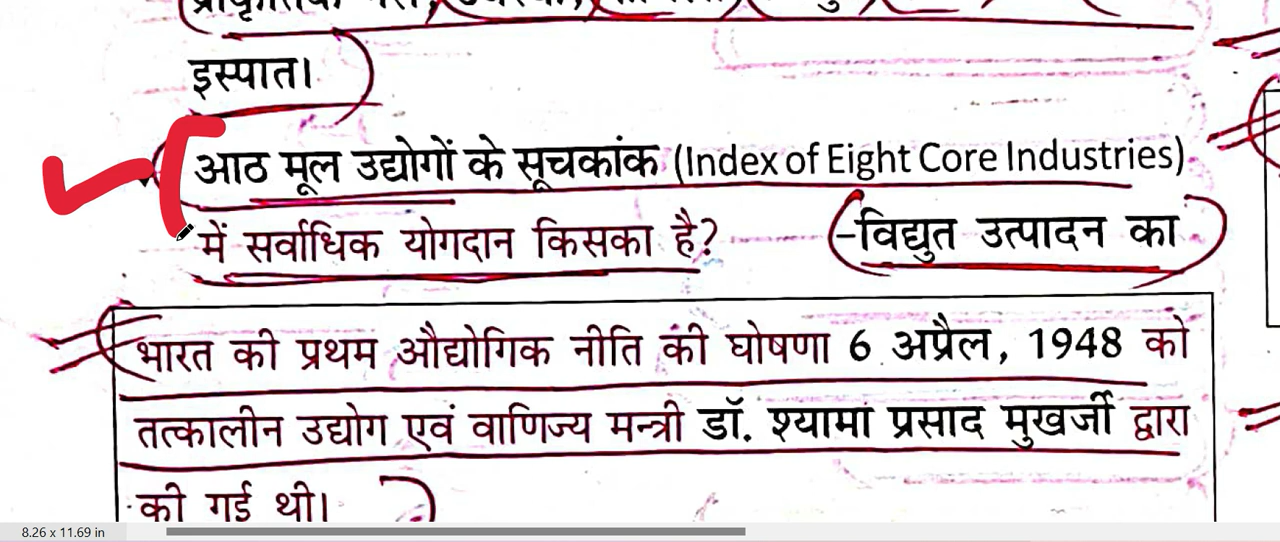 इस्पात।
आठ मूल उद्योगों के सूचकांक (Index of Eight Core Industries)
में सर्वाधिक योगदान किसका है? -विद्युत उत्पादन का
भारत की प्रथम औद्योगिक नीति की घोषणा 6 अप्रैल, 1948 को
तत्कालीन उद्योग एवं वाणिज्य मन्त्री डॉ. श्यामा प्रसाद मुखर्जी द्वारा
की गई थी।
8.26 x 11.69 in